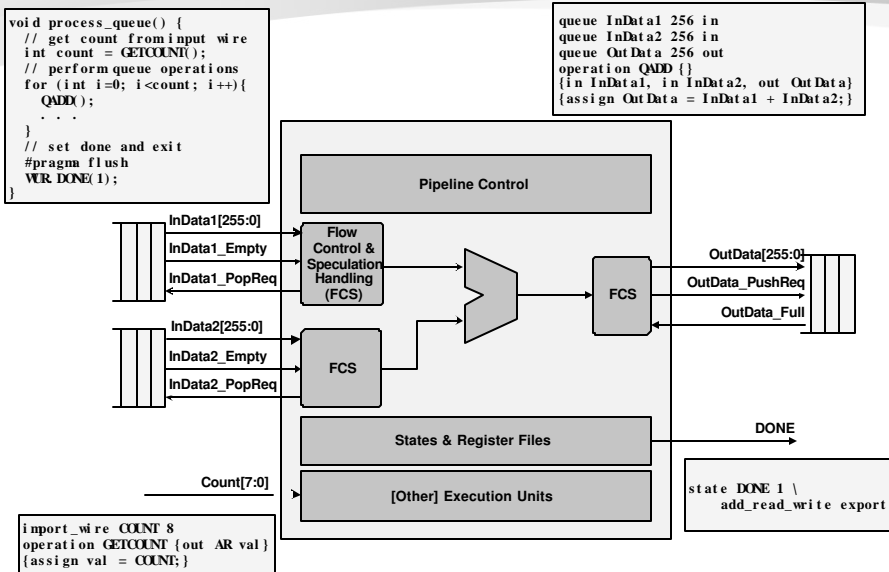 void process_queue() {
// get count from input wire
int count = GETCOUNT();
// perform queue operations
for (int i=0; i<count; i++){
QADD();
. . .
}
// set done and exit
#pragma flush
WUR.DONE(1);
}
queue InData1 256 in
queue InData2 256 in
queue OutData 256 out
operation QADD {}
{in InData1, in InData2, out OutData}
{assign OutData = InData1 + InData2;}
Pipeline Control
InData1[255:0]
InData1_Empty
InData1_PopReq
Flow
Control &
Speculation
Handling
(FCS)
InData2[255:0]
InData2_Empty
InData2_PopReq
FCS
FCS
OutData[255:0]
OutData_PushReq
OutData_Full
States & Register Files
DONE
Count[7:0]
[Other] Execution Units
state DONE 1 \
add_read_write export
import_wire COUNT 8
operation GETCOUNT {out AR val}
{assign val = COUNT;}